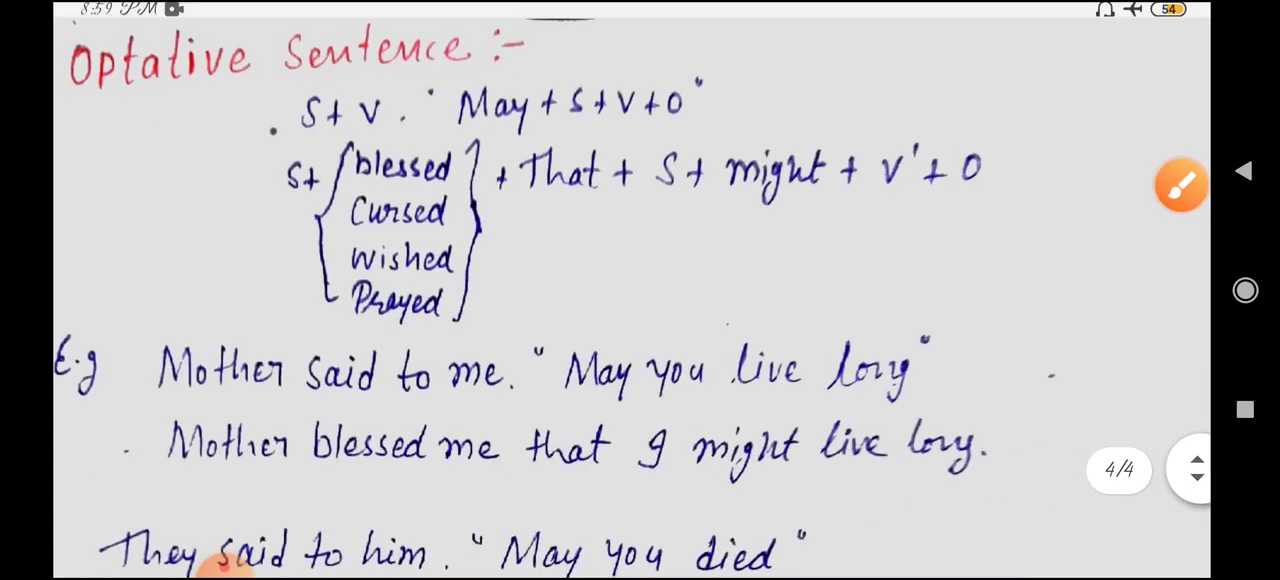 8:59 PM 54
Optative Sentence :-
S+ V. " May + S + V + O "
S+ { blessed } + That + S + might + V' + O
Cursed
Wished
Prayed
E.g Mother said to me. " May you live long "
Mother blessed me that I might live long.
4/4
They said to him. " May you died "